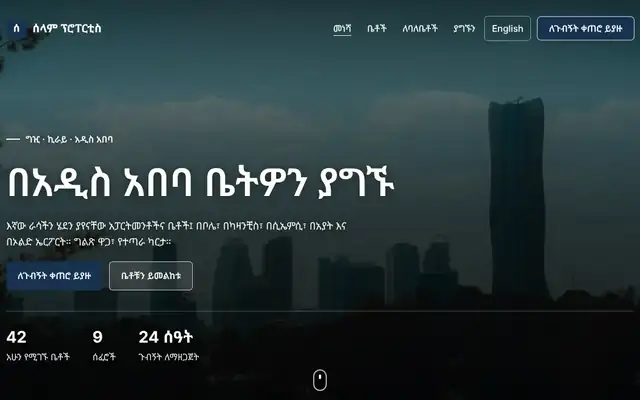 ሰ
ሰላም ፕሮፐርቲስ
መነሻ
ቤቶች
ለባለቤቶች
ያግኙን
English
ለጉብኝት ቀጠሮ ይያዙ
ግዢ · ኪራይ · አዲስ አበባ
በአዲስ አበባ ቤትዎን ያግኙ
እኛው ራሳችን ሄደን ያየናቸው አፓርትመንቶችና ቤቶች፤ በቦሌ፣ በካዛንቺስ፣ በሲኤምሲ፣ በአያት እና
በኦልድ ኤርፖርት። ግልጽ ዋጋ፣ የተጣራ ካርታ።
ለጉብኝት ቀጠሮ ይያዙ
ቤቶቹን ይመልከቱ
42
አሁን የሚገኙ ቤቶች
9
ሰፈሮች
24 ሰዓት
ጉብኝት ለማዘጋጀት